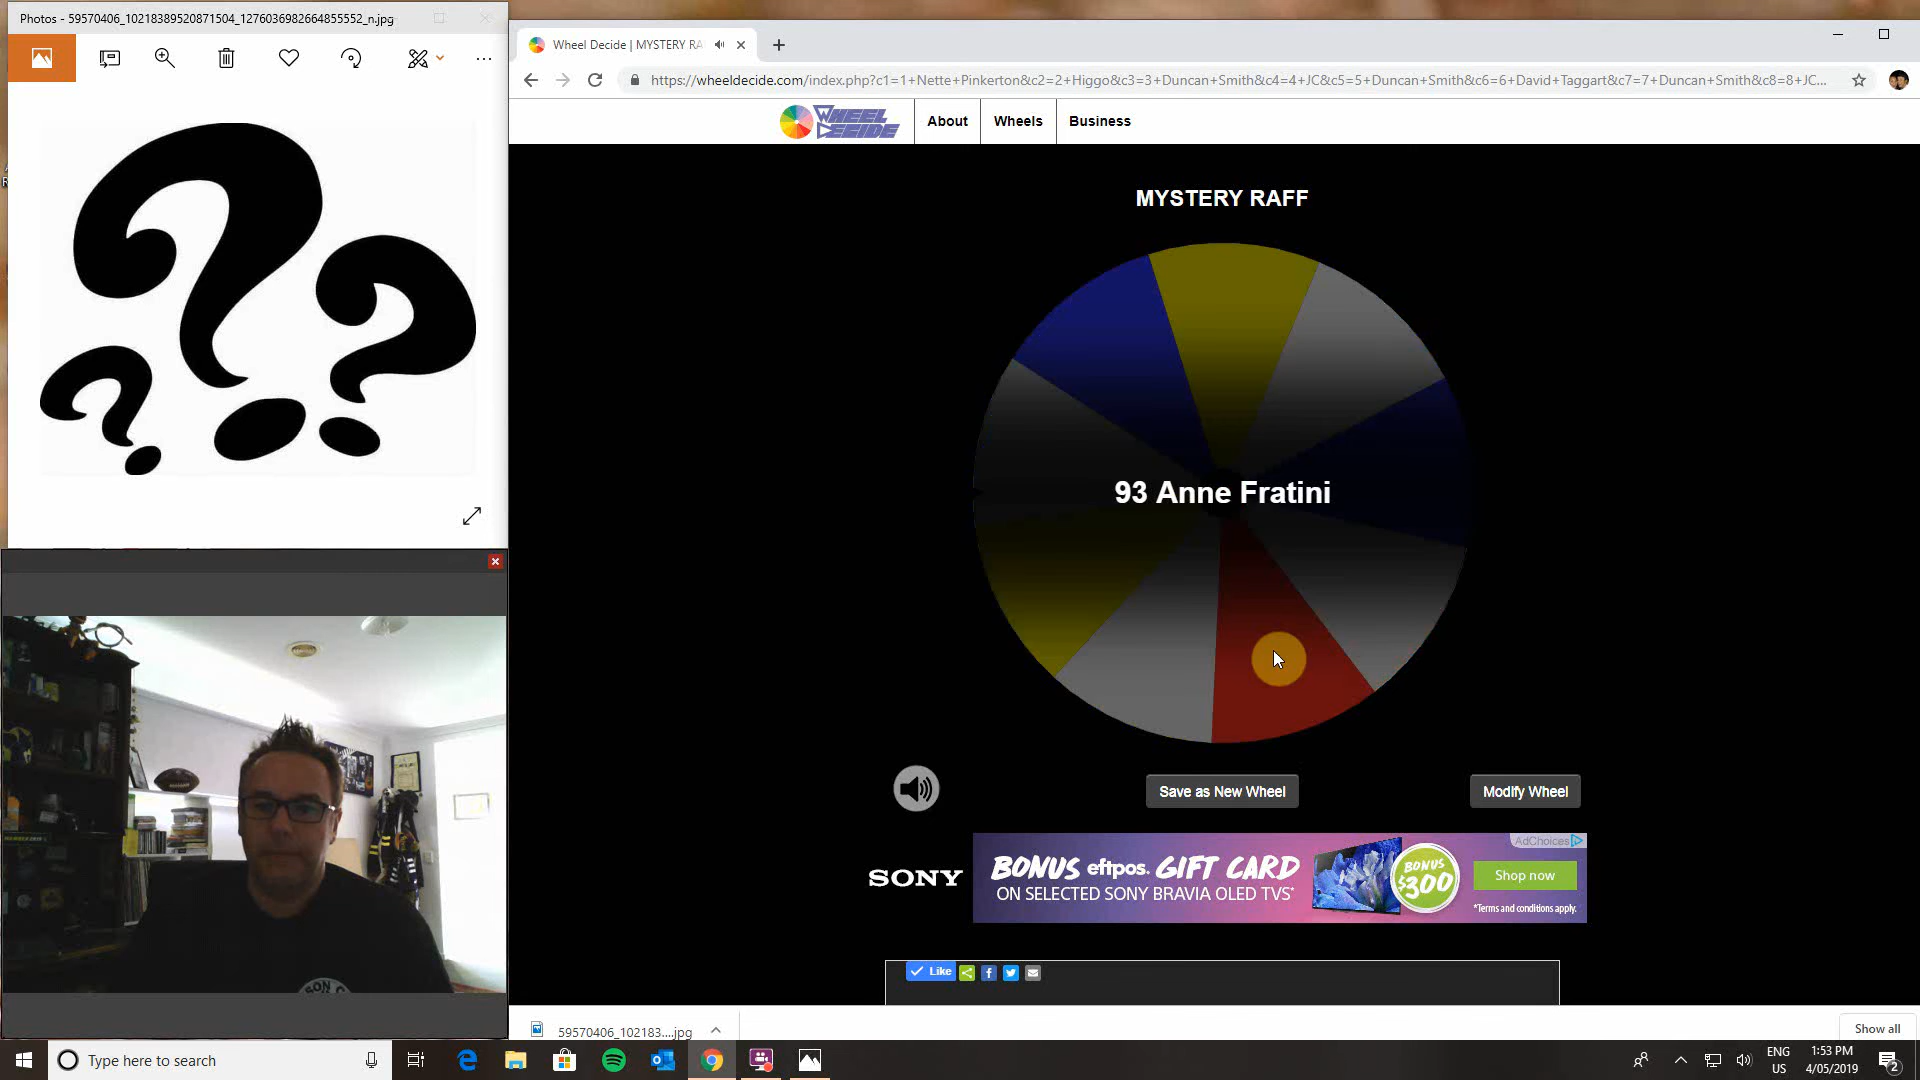 Photos - 59570406_10218389520871504_1276036982664855552_n.jpg
Wheel Decide | MYSTERY RA
https://wheeldecide.com/index.php?c1=1+Nette+Pinkerton&c2=2+Higgo&c3=3+Duncan+Smith&c4=4+JC&c5=5+Duncan+Smith&c6=6+David+Taggart&c7=7+Duncan+Smith&c8=8+JC...
WHEEL DECIDE
About
Wheels
Business
MYSTERY RAFF
93 Anne Fratini
Save as New Wheel
Modify Wheel
SONY
BONUS eftpos. GIFT CARD
ON SELECTED SONY BRAVIA OLED TVS*
BONUS $300
AdChoices
Shop now
*Terms and conditions apply.
Like
59570406_102183....jpg
Show all
Type here to search
ENG
US
1:53 PM
4/05/2019
2